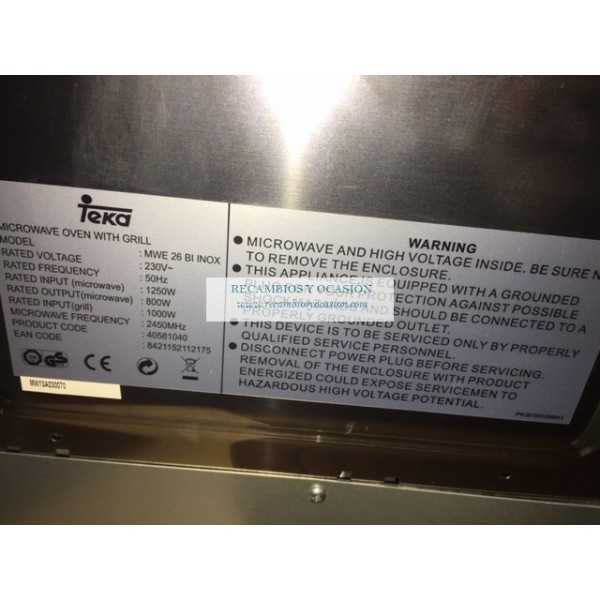 Teka
MICROWAVE OVEN WITH GRILL
MODEL : MWE 26 BI INOX
RATED VOLTAGE : 230V~
RATED FREQUENCY : 50Hz
RATED INPUT (microwave) : 1250W
RATED OUTPUT(microwave) : 800W
RATED INPUT(grill) : 1000W
MICROWAVE FREQUENCY : 2450MHz
PRODUCT CODE : 40581040
EAN CODE : 8421152112175
CE
MW13A030070
WARNING
● MICROWAVE AND HIGH VOLTAGE INSIDE. BE SURE N
TO REMOVE THE ENCLOSURE.
● THIS APPLIANCE IS EQUIPPED WITH A GROUNDED
PROTECTION AGAINST POSSIBLE
SHOCK AND SHOULD BE CONNECTED TO A
PROPERLY GROUNDED OUTLET.
● THIS DEVICE IS TO BE SERVICED ONLY BY PROPERLY
QUALIFIED SERVICE PERSONNEL.
● DISCONNECT POWER PLUG BEFORE SERVICING.
REMOVAL OF THE ENCLOSURE WITH PRODUCT
ENERGIZED COULD EXPOSE SERVICEMEN TO
HAZARDOUS HIGH VOLTAGE POTENTIAL.
RECAMBIOS Y OCASION
www.recambiosyocasion.com